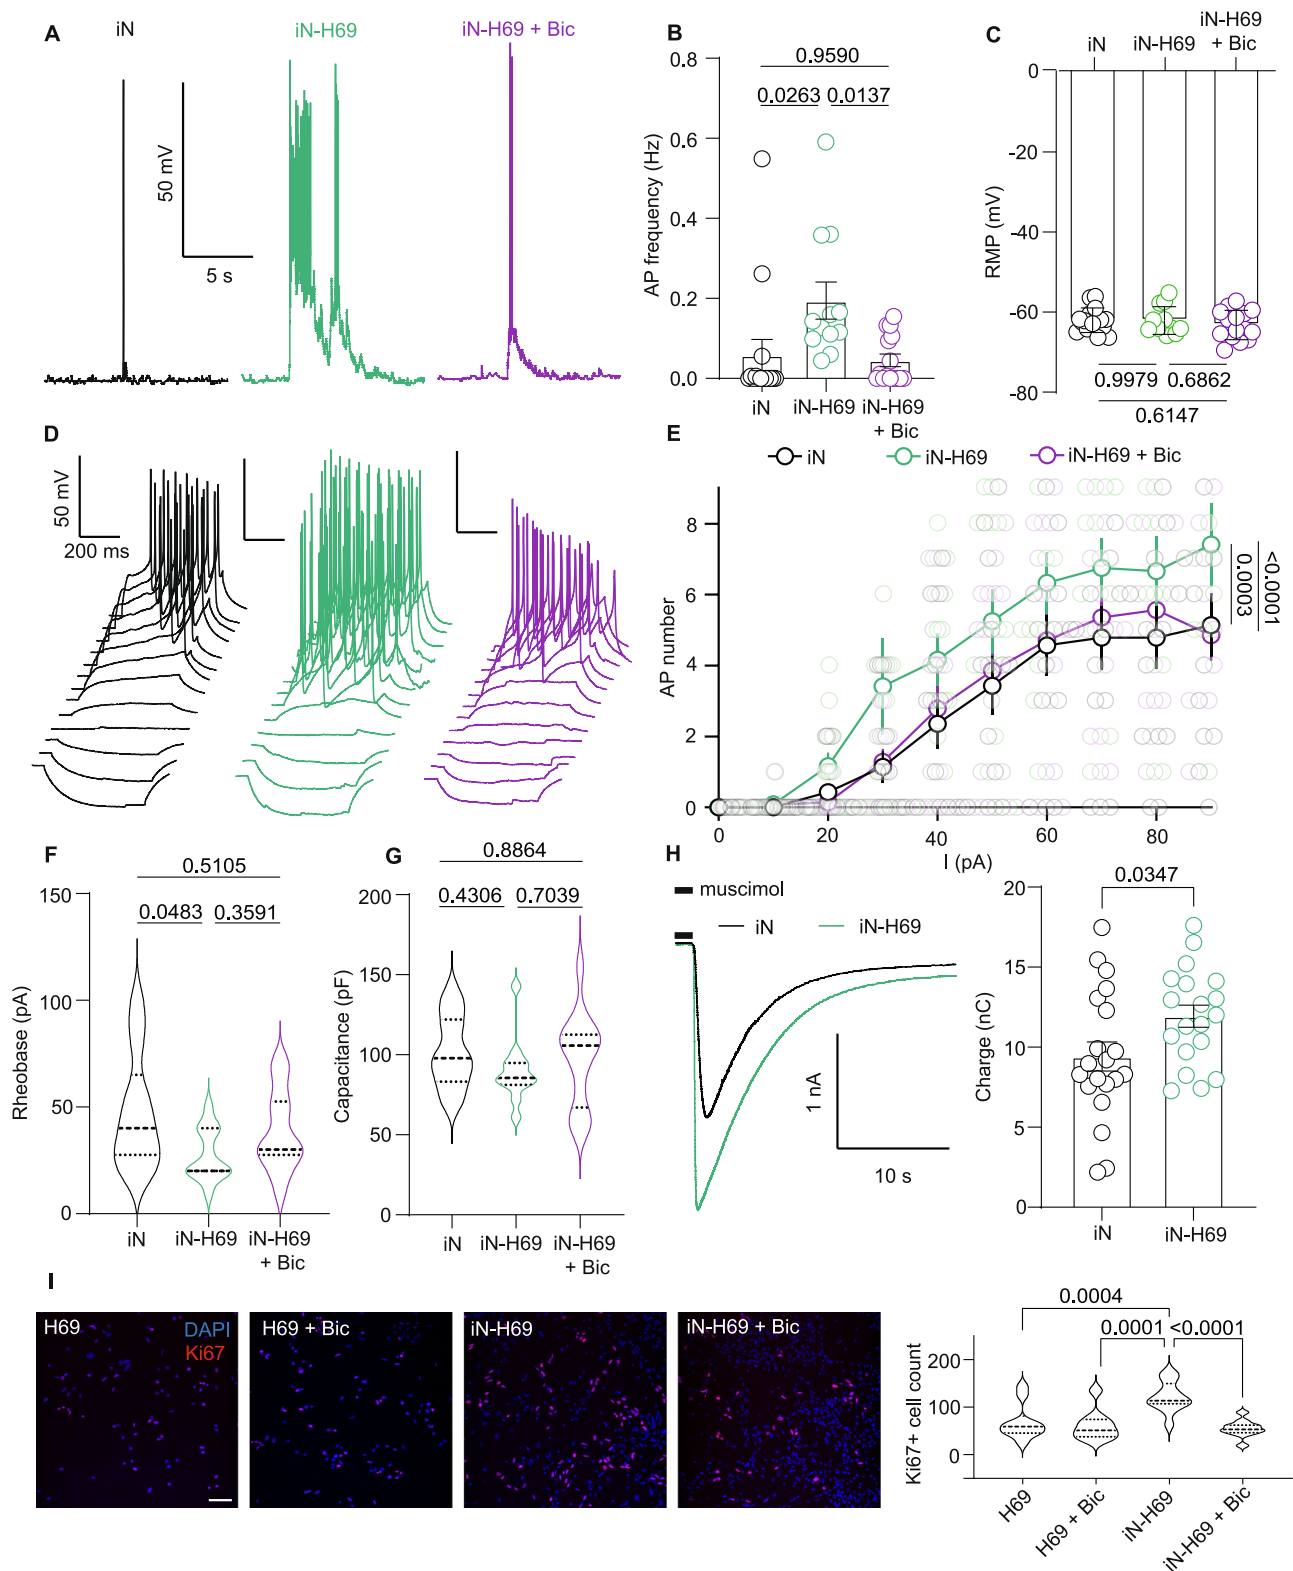 A
iN
iN-H69
iN-H69 + Bic
50 mV
5 s
B
AP frequency (Hz)
0.8
0.6
0.4
0.2
0.0
0.9590
0.0263
0.0137
iN
iN-H69
iN-H69
+ Bic
C
iN
iN-H69
iN-H69
+ Bic
RMP (mV)
0
-20
-40
-60
-80
0.9979
0.6862
0.6147
D
50 mV
200 ms
E
iN
iN-H69
iN-H69 + Bic
AP number
8
6
4
2
0
0
20
40
60
80
I (pA)
0.0003
<0.0001
F
0.5105
0.0483
0.3591
Rheobase (pA)
150
100
50
0
iN
iN-H69
iN-H69
+ Bic
G
0.8864
0.4306
0.7039
Capacitance (pF)
200
150
100
50
0
iN
iN-H69
iN-H69
+ Bic
H
muscimol
iN
iN-H69
1 nA
10 s
0.0347
Charge (nC)
20
15
10
5
0
iN
iN-H69
I
H69
DAPI
Ki67
H69 + Bic
iN-H69
iN-H69 + Bic
0.0004
0.0001
<0.0001
Ki67+ cell count
200
100
0
H69
H69 + Bic
iN-H69
iN-H69 + Bic